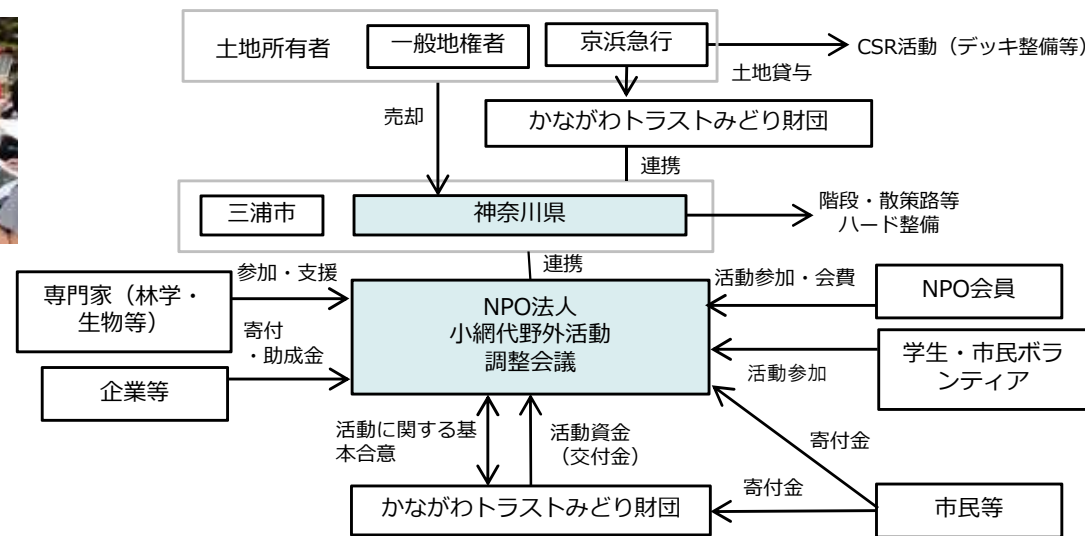 土地所有者
一般地権者
京浜急行
CSR活動（デッキ整備等）
土地貸与
売却
かながわトラストみどり財団
連携
三浦市
神奈川県
階段・散策路等
ハード整備
連携
参加・支援
専門家（林学・
生物等）
寄付
・助成金
企業等
NPO法人
小網代野外活動
調整会議
活動参加・会費
NPO会員
学生・市民ボラ
ンティア
活動参加
活動に関する基
本合意
活動資金
（交付金）
寄付金
寄付金
かながわトラストみどり財団
市民等